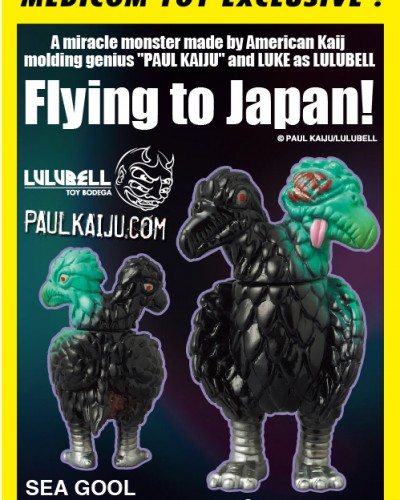 MEDICOM TOY EXCLUSIVE !
A miracle monster made by American Kaij
molding genius "PAUL KAIJU" and LUKE as LULUBELL
Flying to Japan!
© PAUL KAIJU/LULUBELL
LULUBELL
TOY BODEGA
PAULKAIJU.COM
SEA GOOL